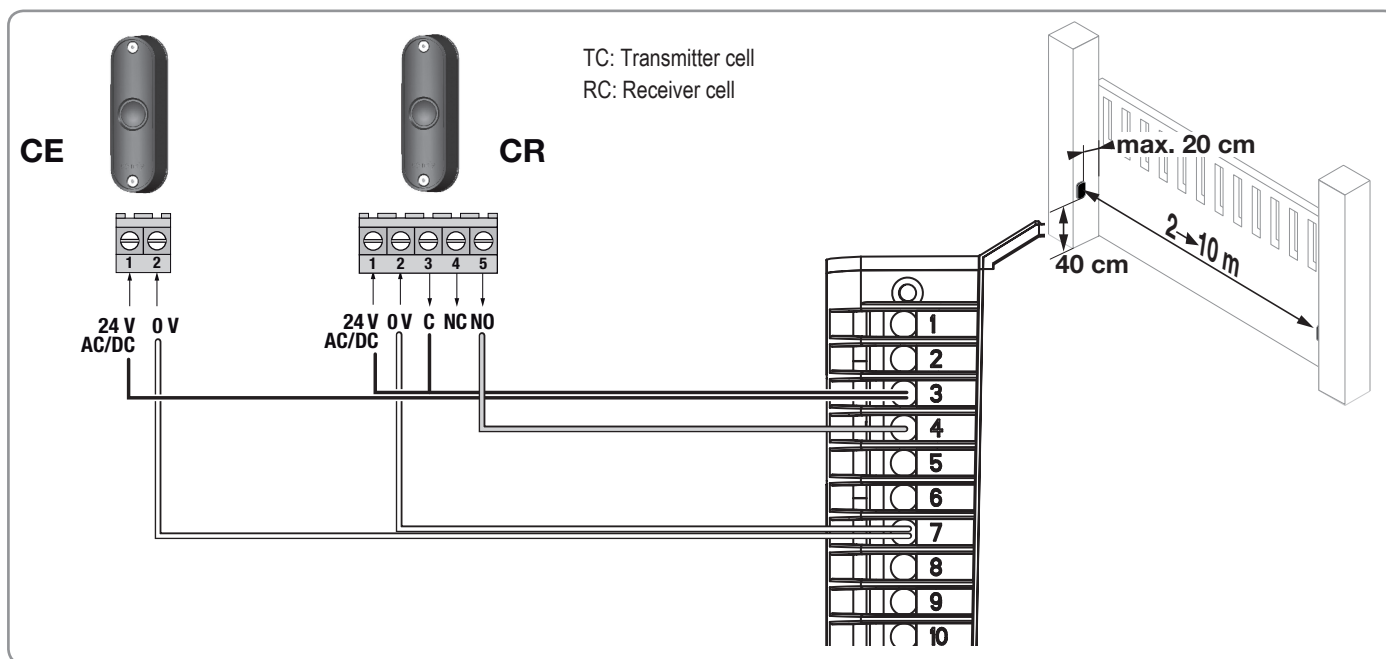 TC: Transmitter cell
RC: Receiver cell
CE
CR
max. 20 cm
2→10 m
40 cm
1 2
1 2 3 4 5
24 V 0 V
AC/DC
24 V 0 V C NC NO
AC/DC
1
2
3
4
5
6
7
8
9
10